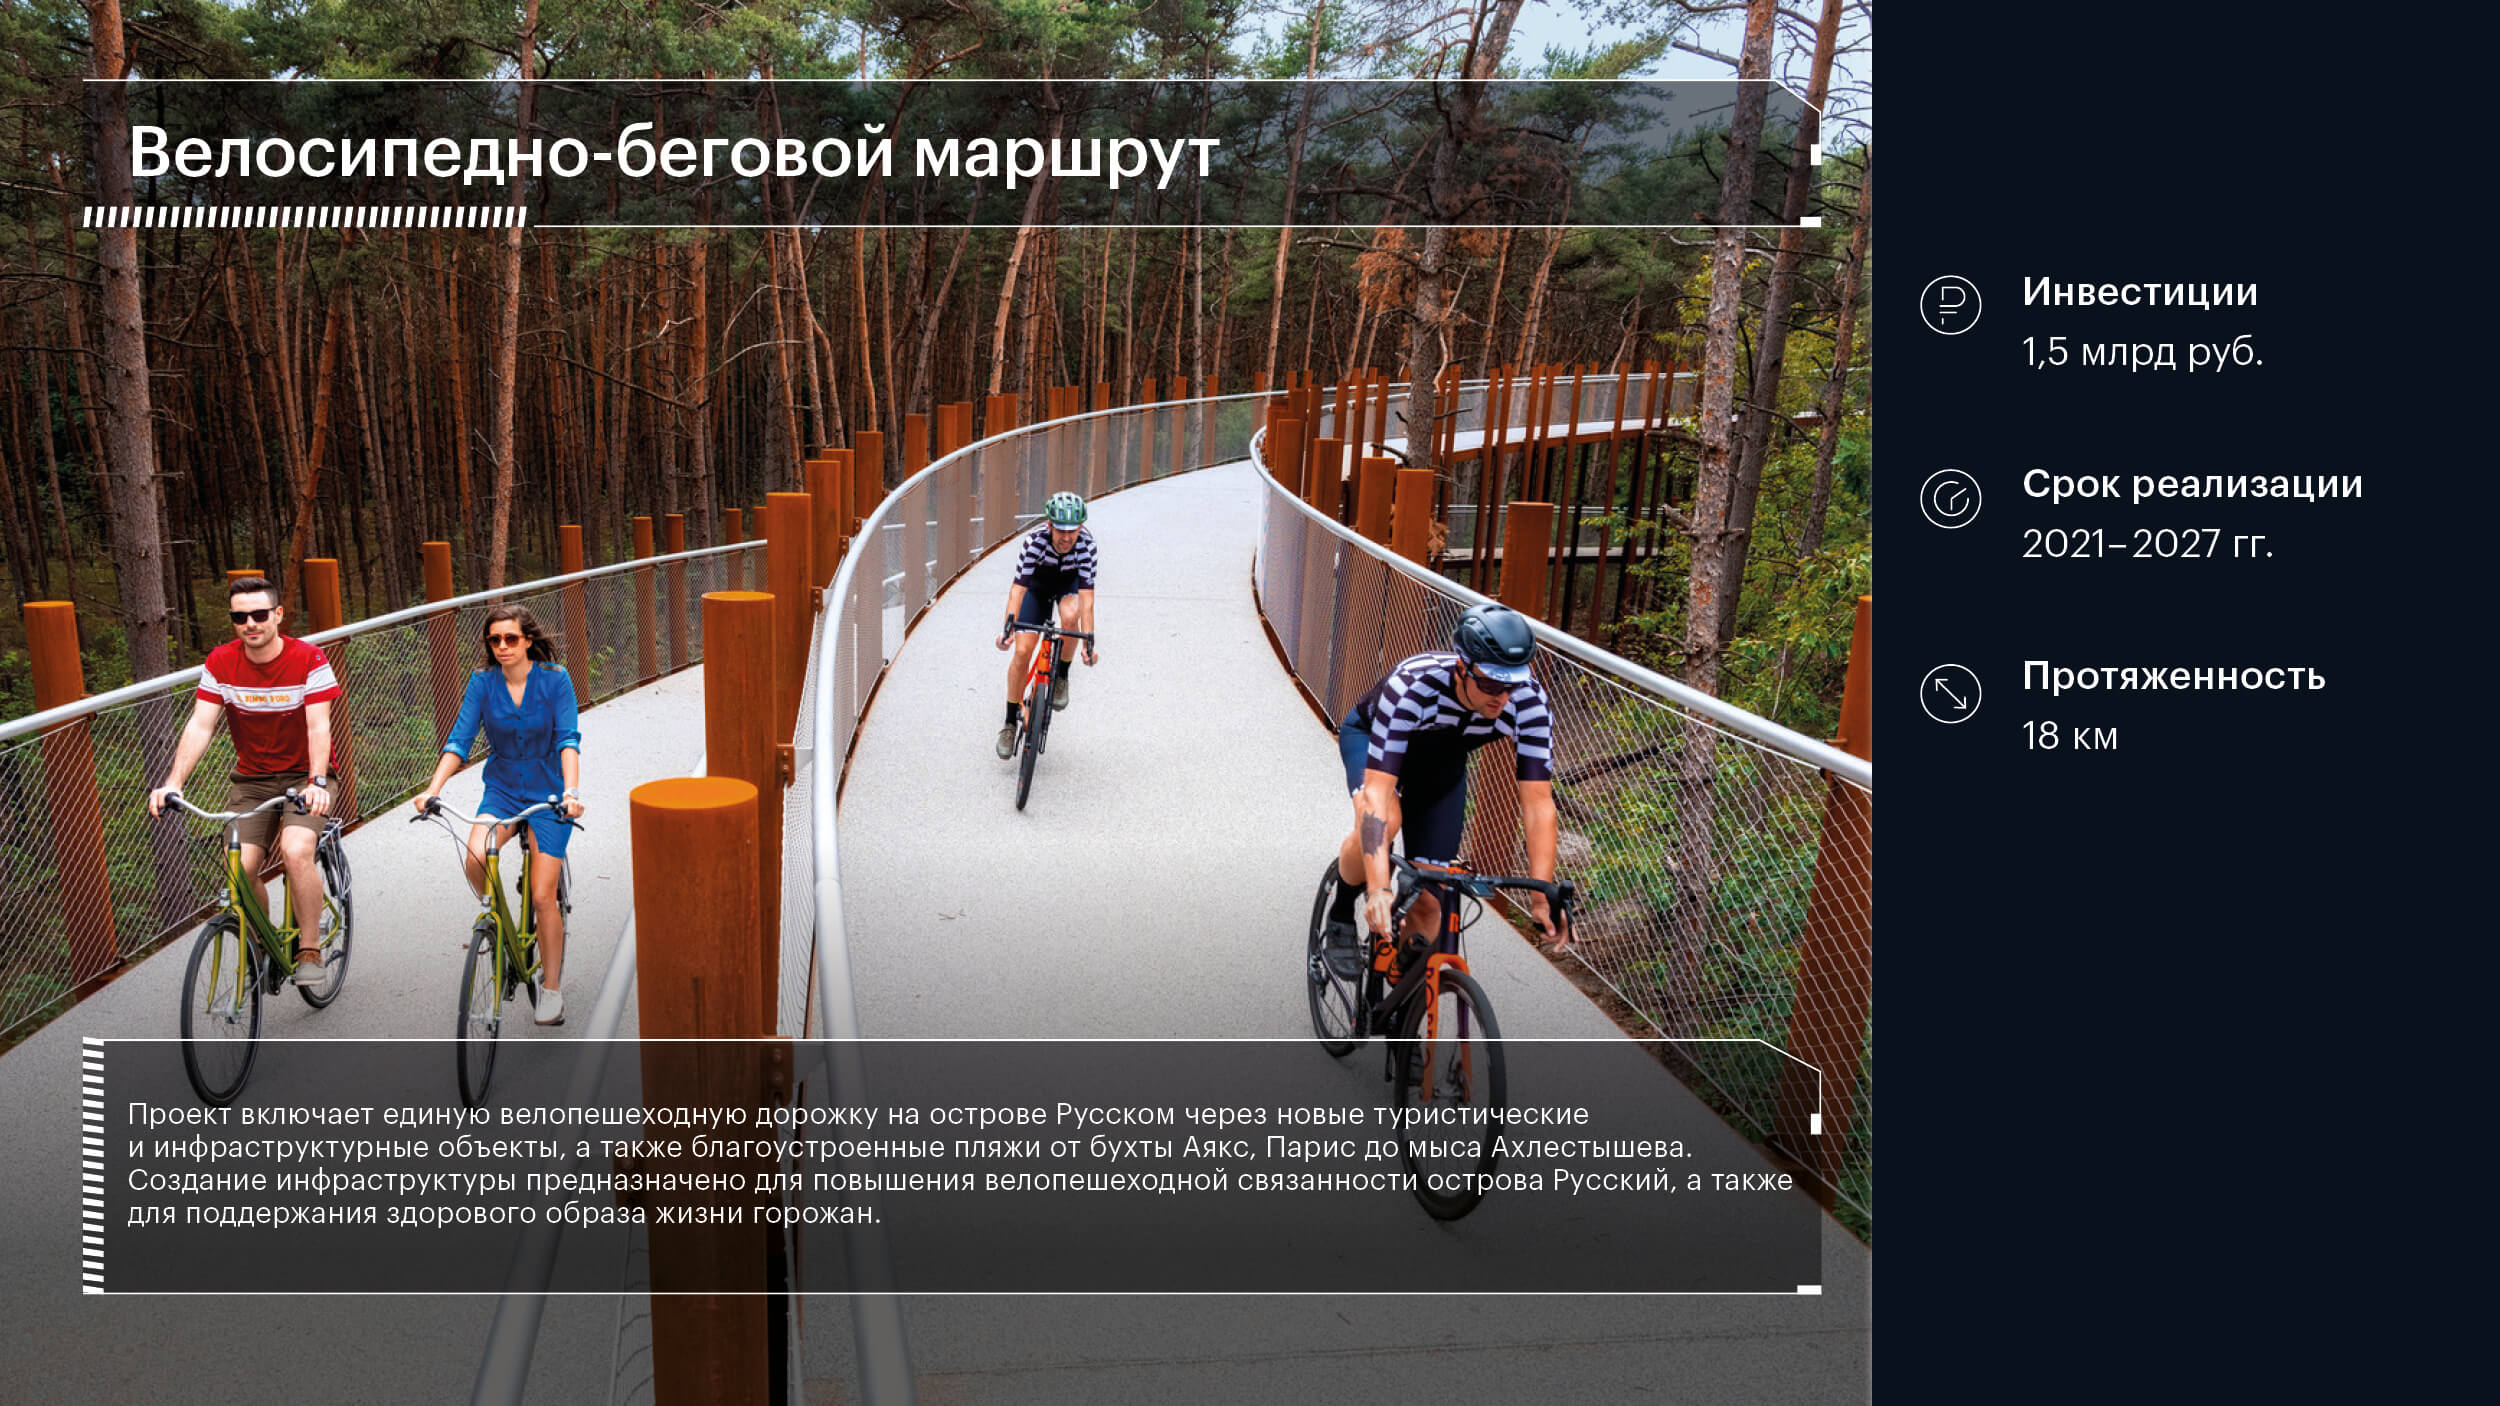 Велосипедно-беговой маршрут
Инвестиции
1,5 млрд руб.
Срок реализации
2021–2027 гг.
Протяженность
18 км
Проект включает единую велопешеходную дорожку на острове Русском через новые туристические
и инфраструктурные объекты, а также благоустроенные пляжи от бухты Аякс, Парис до мыса Ахлестышева.
Создание инфраструктуры предназначено для повышения велопешеходной связанности острова Русский, а также
для поддержания здорового образа жизни горожан.